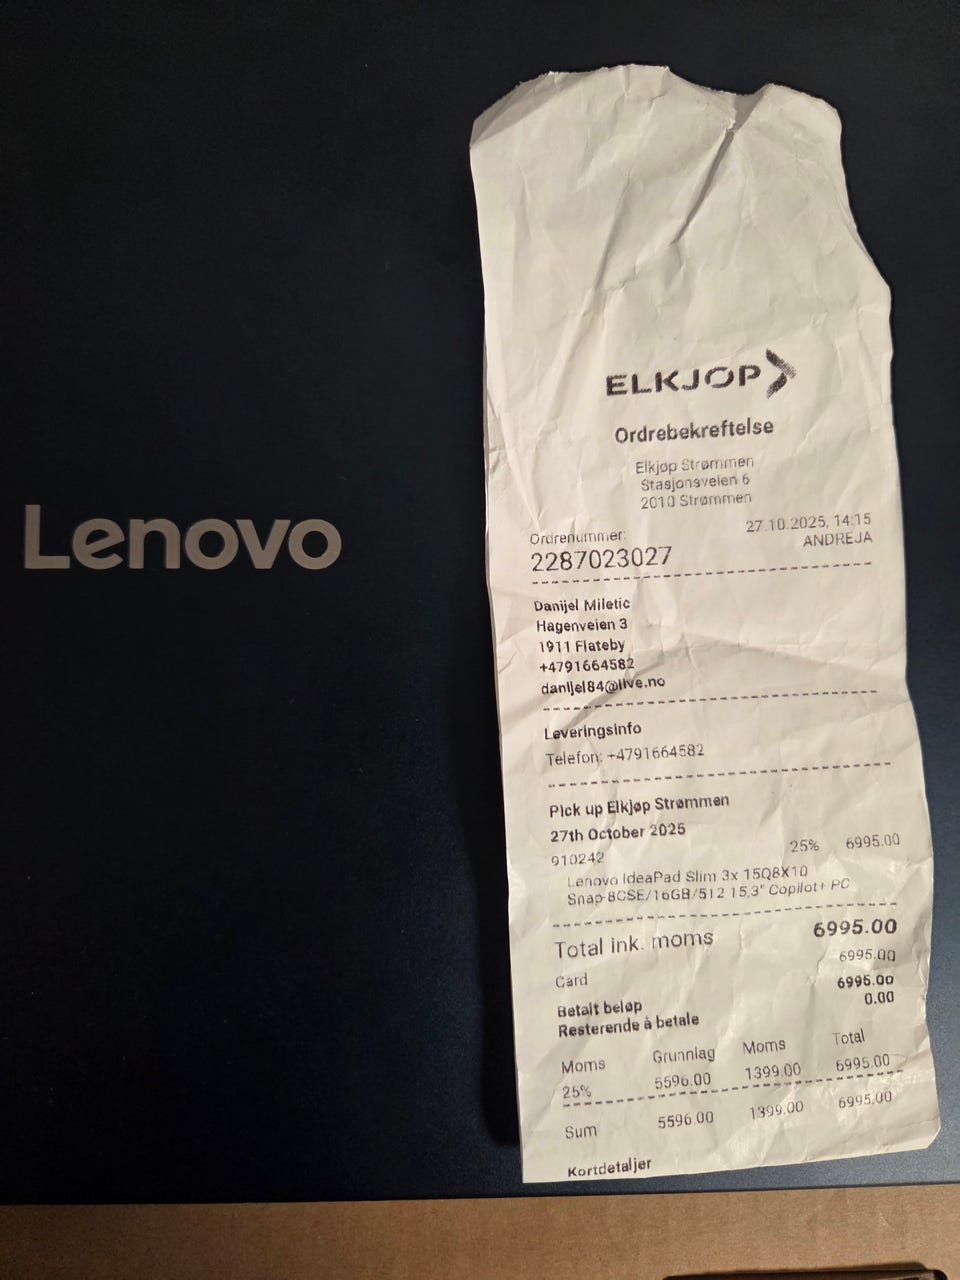 Lenovo
ELKJØP
Ordrebekreftelse
Elkjøp Strømmen
Stasjonsveien 6
2010 Strømmen
27.10.2025, 14:15
Ordrenummer: ANDREJA
2287023027
Danijel Miletic
Hagenveien 3
1911 Flateby
+4791664582
danijel84@live.no
Leveringsinfo
Telefon: +4791664582
Pick up Elkjøp Strømmen
27th October 2025
910242 25% 6995.00
Lenovo IdeaPad Slim 3x 15Q8X10
Snap-8CSE/16GB/512 15,3" Copilot+ PC
Total ink. moms 6995.00
Card 6995.00
Betalt beløp 6995.00
Resterende å betale 0.00
Moms Grunnlag Moms Total
25% 5596.00 1399.00 6995.00
Sum 5596.00 1399.00 6995.00
Kortdetaljer